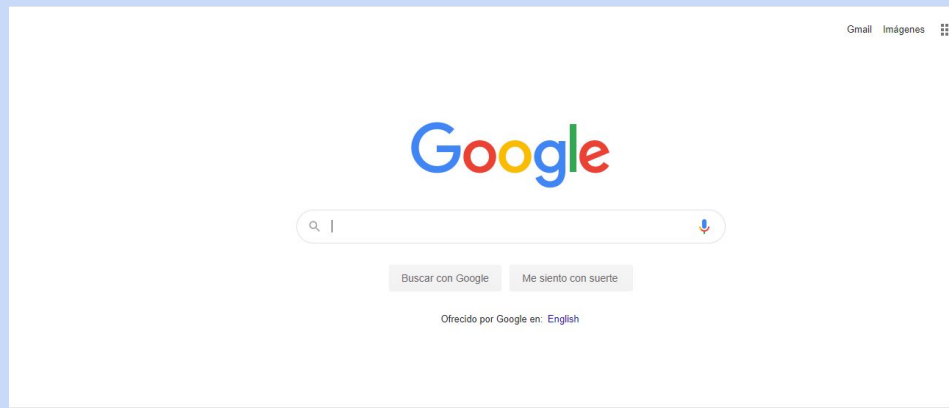 Gmail Imágenes
Google
Buscar con Google Me siento con suerte
Ofrecido por Google en: English